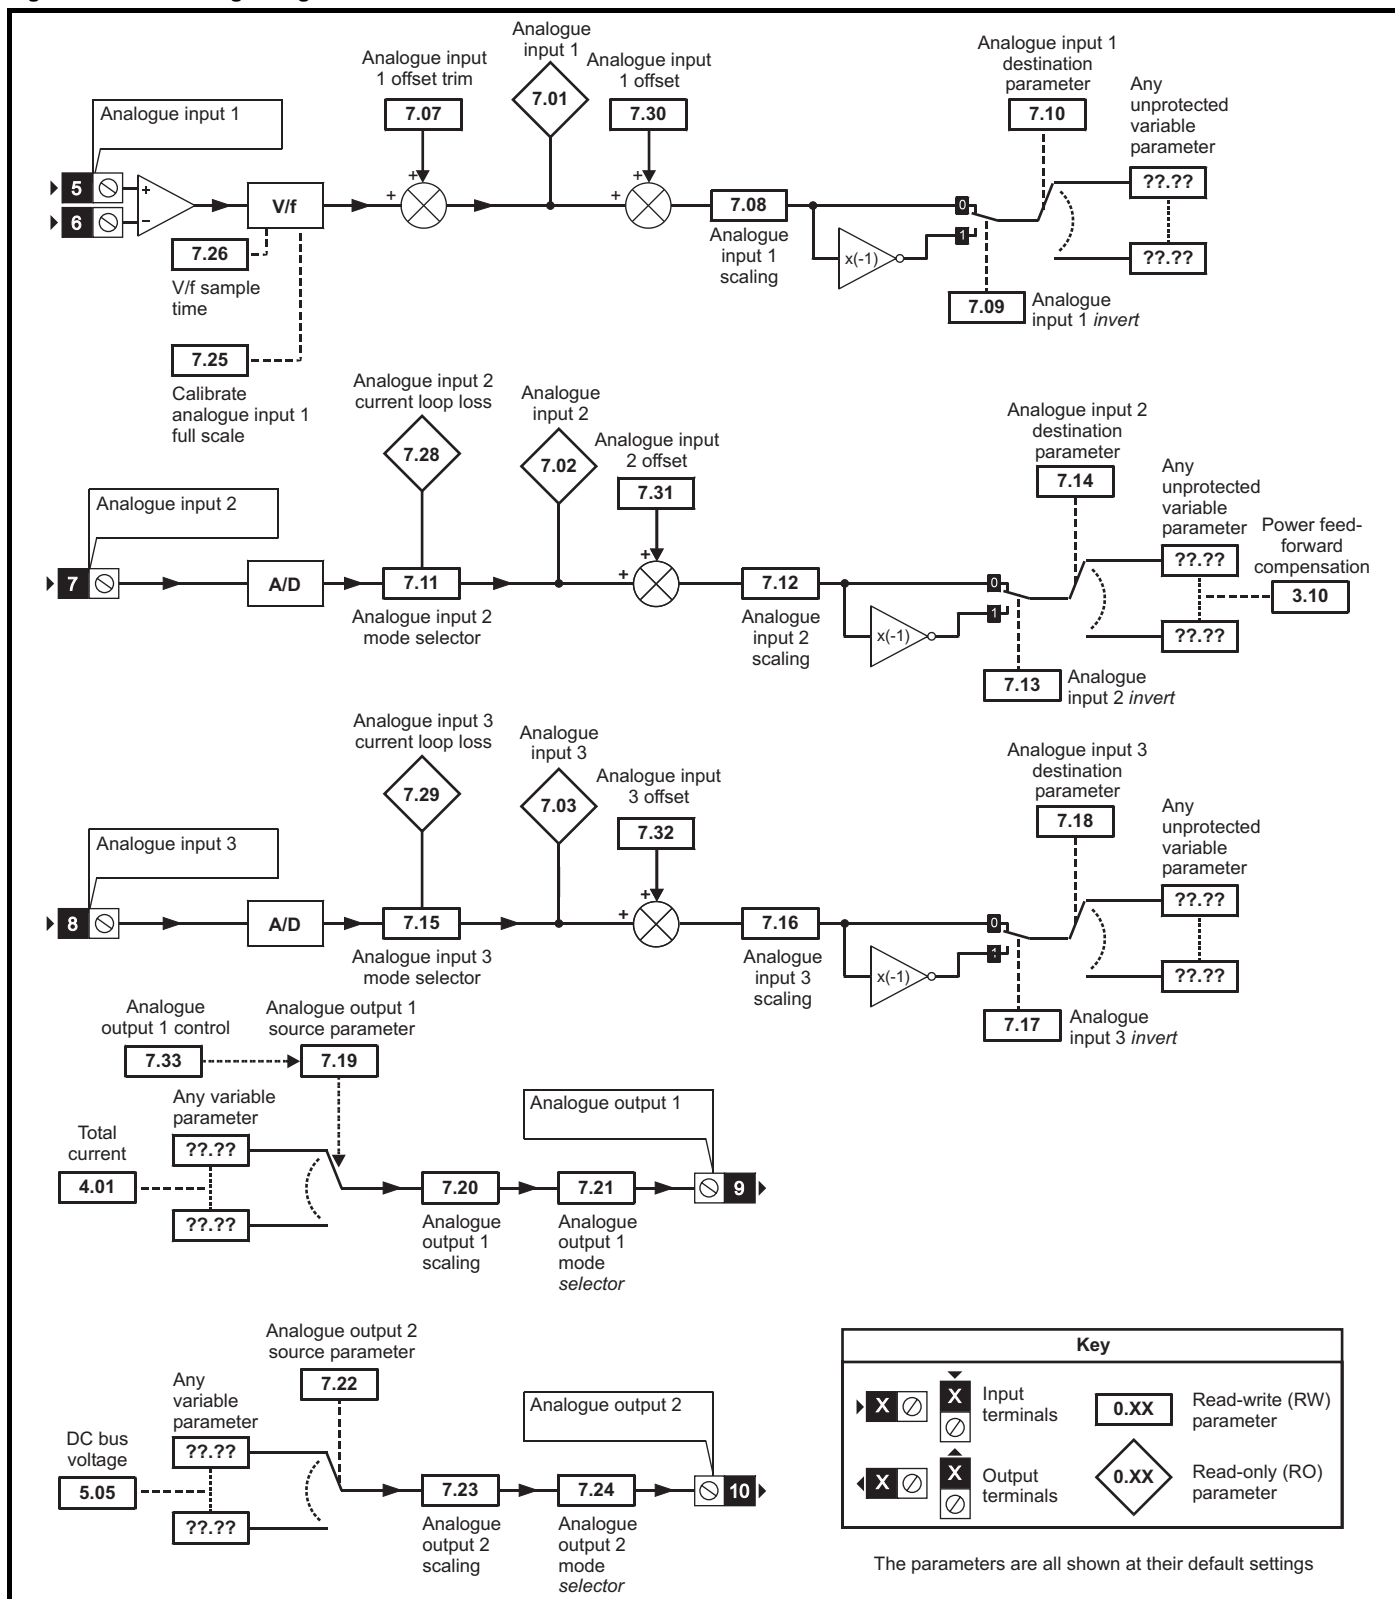 Analogue input 1
5
6
+
−
V/f
7.26
V/f sample
time
7.25
Calibrate
analogue input 1
full scale
Analogue input
1 offset trim
7.07
+
+
Analogue
input 1
7.01
Analogue input
1 offset
7.30
+
+
7.08
Analogue
input 1
scaling
x(-1)
0
1
7.09
Analogue
input 1 invert
Analogue input 1
destination
parameter
7.10
Any
unprotected
variable
parameter
??.??
??.??
Analogue input 2
7
A/D
Analogue input 2
current loop loss
7.28
7.11
Analogue input 2
mode selector
Analogue
input 2
7.02
Analogue input
2 offset
7.31
+
+
7.12
Analogue
input 2
scaling
x(-1)
0
1
7.13
Analogue
input 2 invert
Analogue input 2
destination
parameter
7.14
Any
unprotected
variable
parameter
??.??
??.??
Power feed-
forward
compensation
3.10
Analogue input 3
8
A/D
Analogue input 3
current loop loss
7.29
7.15
Analogue input 3
mode selector
Analogue
input 3
7.03
Analogue input
3 offset
7.32
+
+
7.16
Analogue
input 3
scaling
x(-1)
0
1
7.17
Analogue
input 3 invert
Analogue input 3
destination
parameter
7.18
Any
unprotected
variable
parameter
??.??
??.??
Analogue
output 1 control
7.33
Analogue output 1
source parameter
7.19
Any variable
parameter
??.??
??.??
Total
current
4.01
7.20
Analogue
output 1
scaling
7.21
Analogue
output 1
mode
selector
Analogue output 1
9
Analogue output 2
source parameter
7.22
Any
variable
parameter
??.??
??.??
DC bus
voltage
5.05
7.23
Analogue
output 2
scaling
7.24
Analogue
output 2
mode
selector
Analogue output 2
10
Key
X
X
Input
terminals
0.XX
Read-write (RW)
parameter
X
X
Output
terminals
0.XX
Read-only (RO)
parameter
The parameters are all shown at their default settings